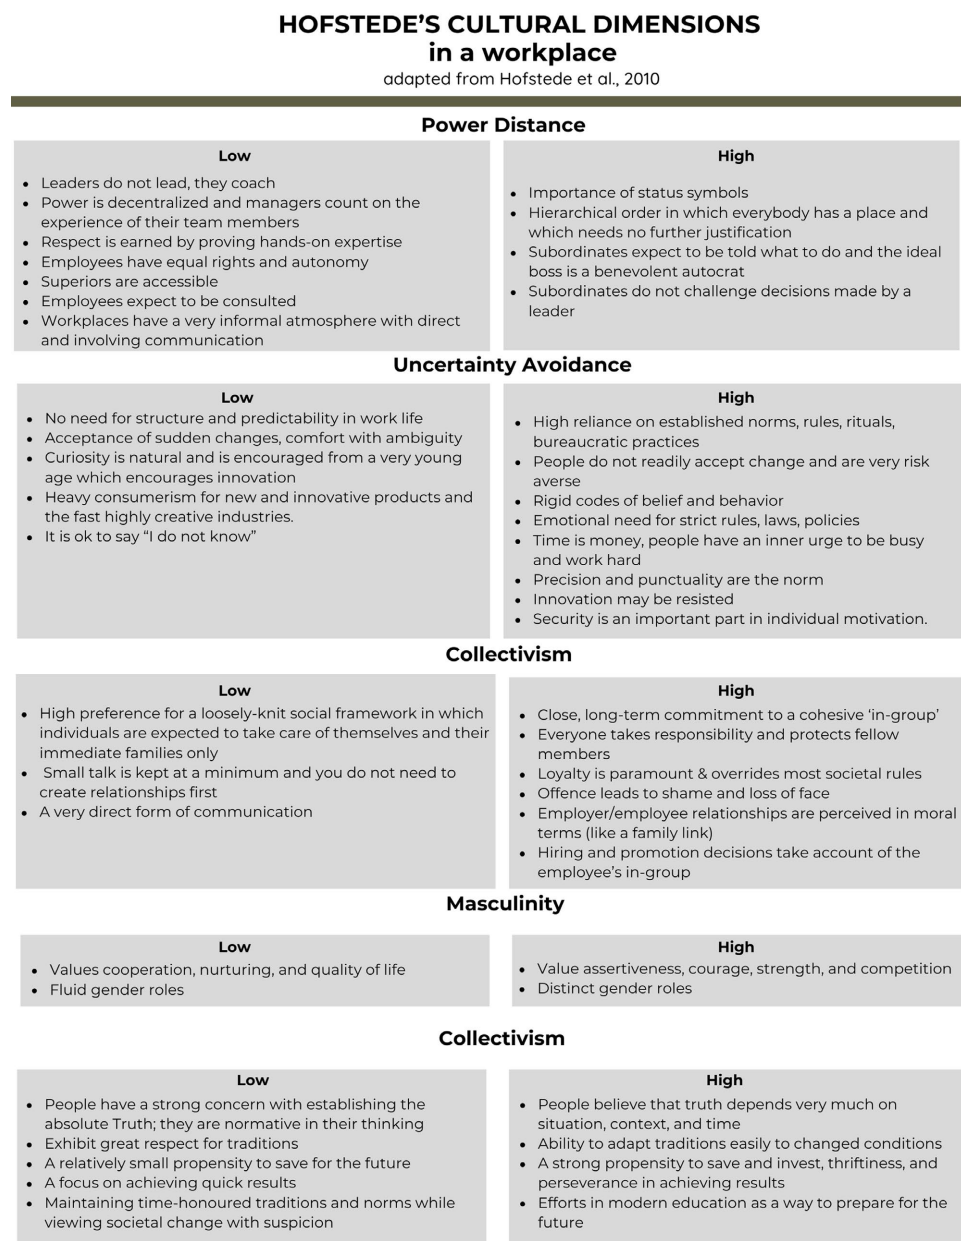 HOFSTEDE'S CULTURAL DIMENSIONS
in a workplace
adapted from Hofstede et al., 2010
Power Distance
Low
• Leaders do not lead, they coach
• Power is decentralized and managers count on the
experience of their team members
• Respect is earned by proving hands-on expertise
• Employees have equal rights and autonomy
• Superiors are accessible
• Employees expect to be consulted
• Workplaces have a very informal atmosphere with direct
and involving communication
High
• Importance of status symbols
• Hierarchical order in which everybody has a place and
which needs no further justification
• Subordinates expect to be told what to do and the ideal
boss is a benevolent autocrat
• Subordinates do not challenge decisions made by a
leader
Uncertainty Avoidance
Low
• No need for structure and predictability in work life
• Acceptance of sudden changes, comfort with ambiguity
• Curiosity is natural and is encouraged from a very young
age which encourages innovation
• Heavy consumerism for new and innovative products and
the fast highly creative industries.
• It is ok to say “I do not know”
High
• High reliance on established norms, rules, rituals,
bureaucratic practices
• People do not readily accept change and are very risk
averse
• Rigid codes of belief and behavior
• Emotional need for strict rules, laws, policies
• Time is money, people have an inner urge to be busy
and work hard
• Precision and punctuality are the norm
• Innovation may be resisted
• Security is an important part in individual motivation.
Collectivism
Low
• High preference for a loosely-knit social framework in which
individuals are expected to take care of themselves and their
immediate families only
• Small talk is kept at a minimum and you do not need to
create relationships first
• A very direct form of communication
High
• Close, long-term commitment to a cohesive ‘in-group’
• Everyone takes responsibility and protects fellow
members
• Loyalty is paramount & overrides most societal rules
• Offence leads to shame and loss of face
• Employer/employee relationships are perceived in moral
terms (like a family link)
• Hiring and promotion decisions take account of the
employee’s in-group
Masculinity
Low
• Values cooperation, nurturing, and quality of life
• Fluid gender roles
High
• Value assertiveness, courage, strength, and competition
• Distinct gender roles
Collectivism
Low
• People have a strong concern with establishing the
absolute Truth; they are normative in their thinking
• Exhibit great respect for traditions
• A relatively small propensity to save for the future
• A focus on achieving quick results
• Maintaining time-honoured traditions and norms while
viewing societal change with suspicion
High
• People believe that truth depends very much on
situation, context, and time
• Ability to adapt traditions easily to changed conditions
• A strong propensity to save and invest, thriftiness, and
perseverance in achieving results
• Efforts in modern education as a way to prepare for the
future